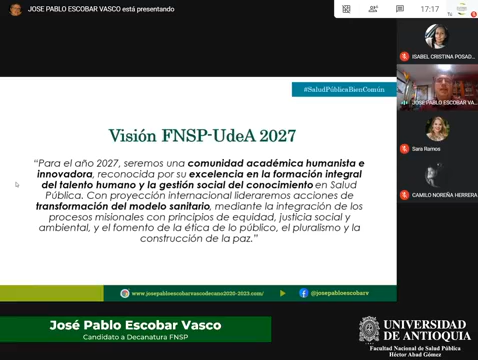 JOSE PABLO ESCOBAR VASCO está presentando
17:17
ISABEL CRISTINA POSAD...
#SaludPúblicaBienComún
JOSE PABLO ESCOBAR VA...
Visión FNSP-UdeA 2027
“Para el año 2027, seremos una comunidad académica humanista e
innovadora, reconocida por su excelencia en la formación integral
del talento humano y la gestión social del conocimiento en Salud
Pública. Con proyección internacional lideraremos acciones de
transformación del modelo sanitario, mediante la integración de los
procesos misionales con principios de equidad, justicia social y
ambiental, y el fomento de la ética de lo público, el pluralismo y la
construcción de la paz.”
Sara Ramos
CAMILO NOREÑA HERRERA
www.josepabloescobarvascodecano2020-2023.com/
@josepabloescobarv
José Pablo Escobar Vasco
Candidato a Decanatura FNSP
UNIVERSIDAD
DE ANTIOQUIA
Facultad Nacional de Salud Pública
Héctor Abad Gómez